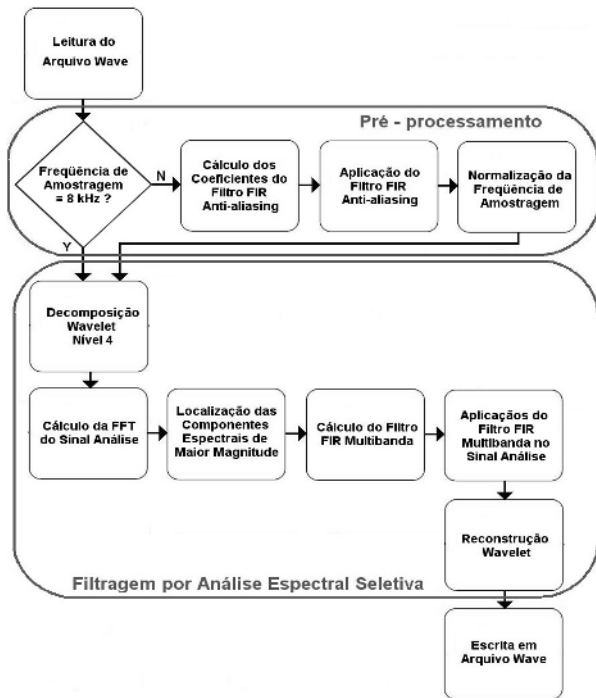 Leitura do
Arquivo Wave
Pré - processamento
Freqüência de
Amostragem
= 8 kHz ?
N
Y
Cálculo dos
Coeficientes do
Filtro FIR
Anti-aliasing
Aplicação do
Filtro FIR
Anti-aliasing
Normalização da
Freqüência de
Amostragem
Decomposição
Wavelet
Nível 4
Cálculo da FFT
do Sinal Análise
Localização das
Componentes
Espectrais de
Maior Magnitude
Cálculo do Filtro
FIR Multibanda
Aplicaçãos do
Filtro FIR
Multibanda no
Sinal Análise
Reconstrução
Wavelet
Filtragem por Análise Espectral Seletiva
Escrita em
Arquivo Wave